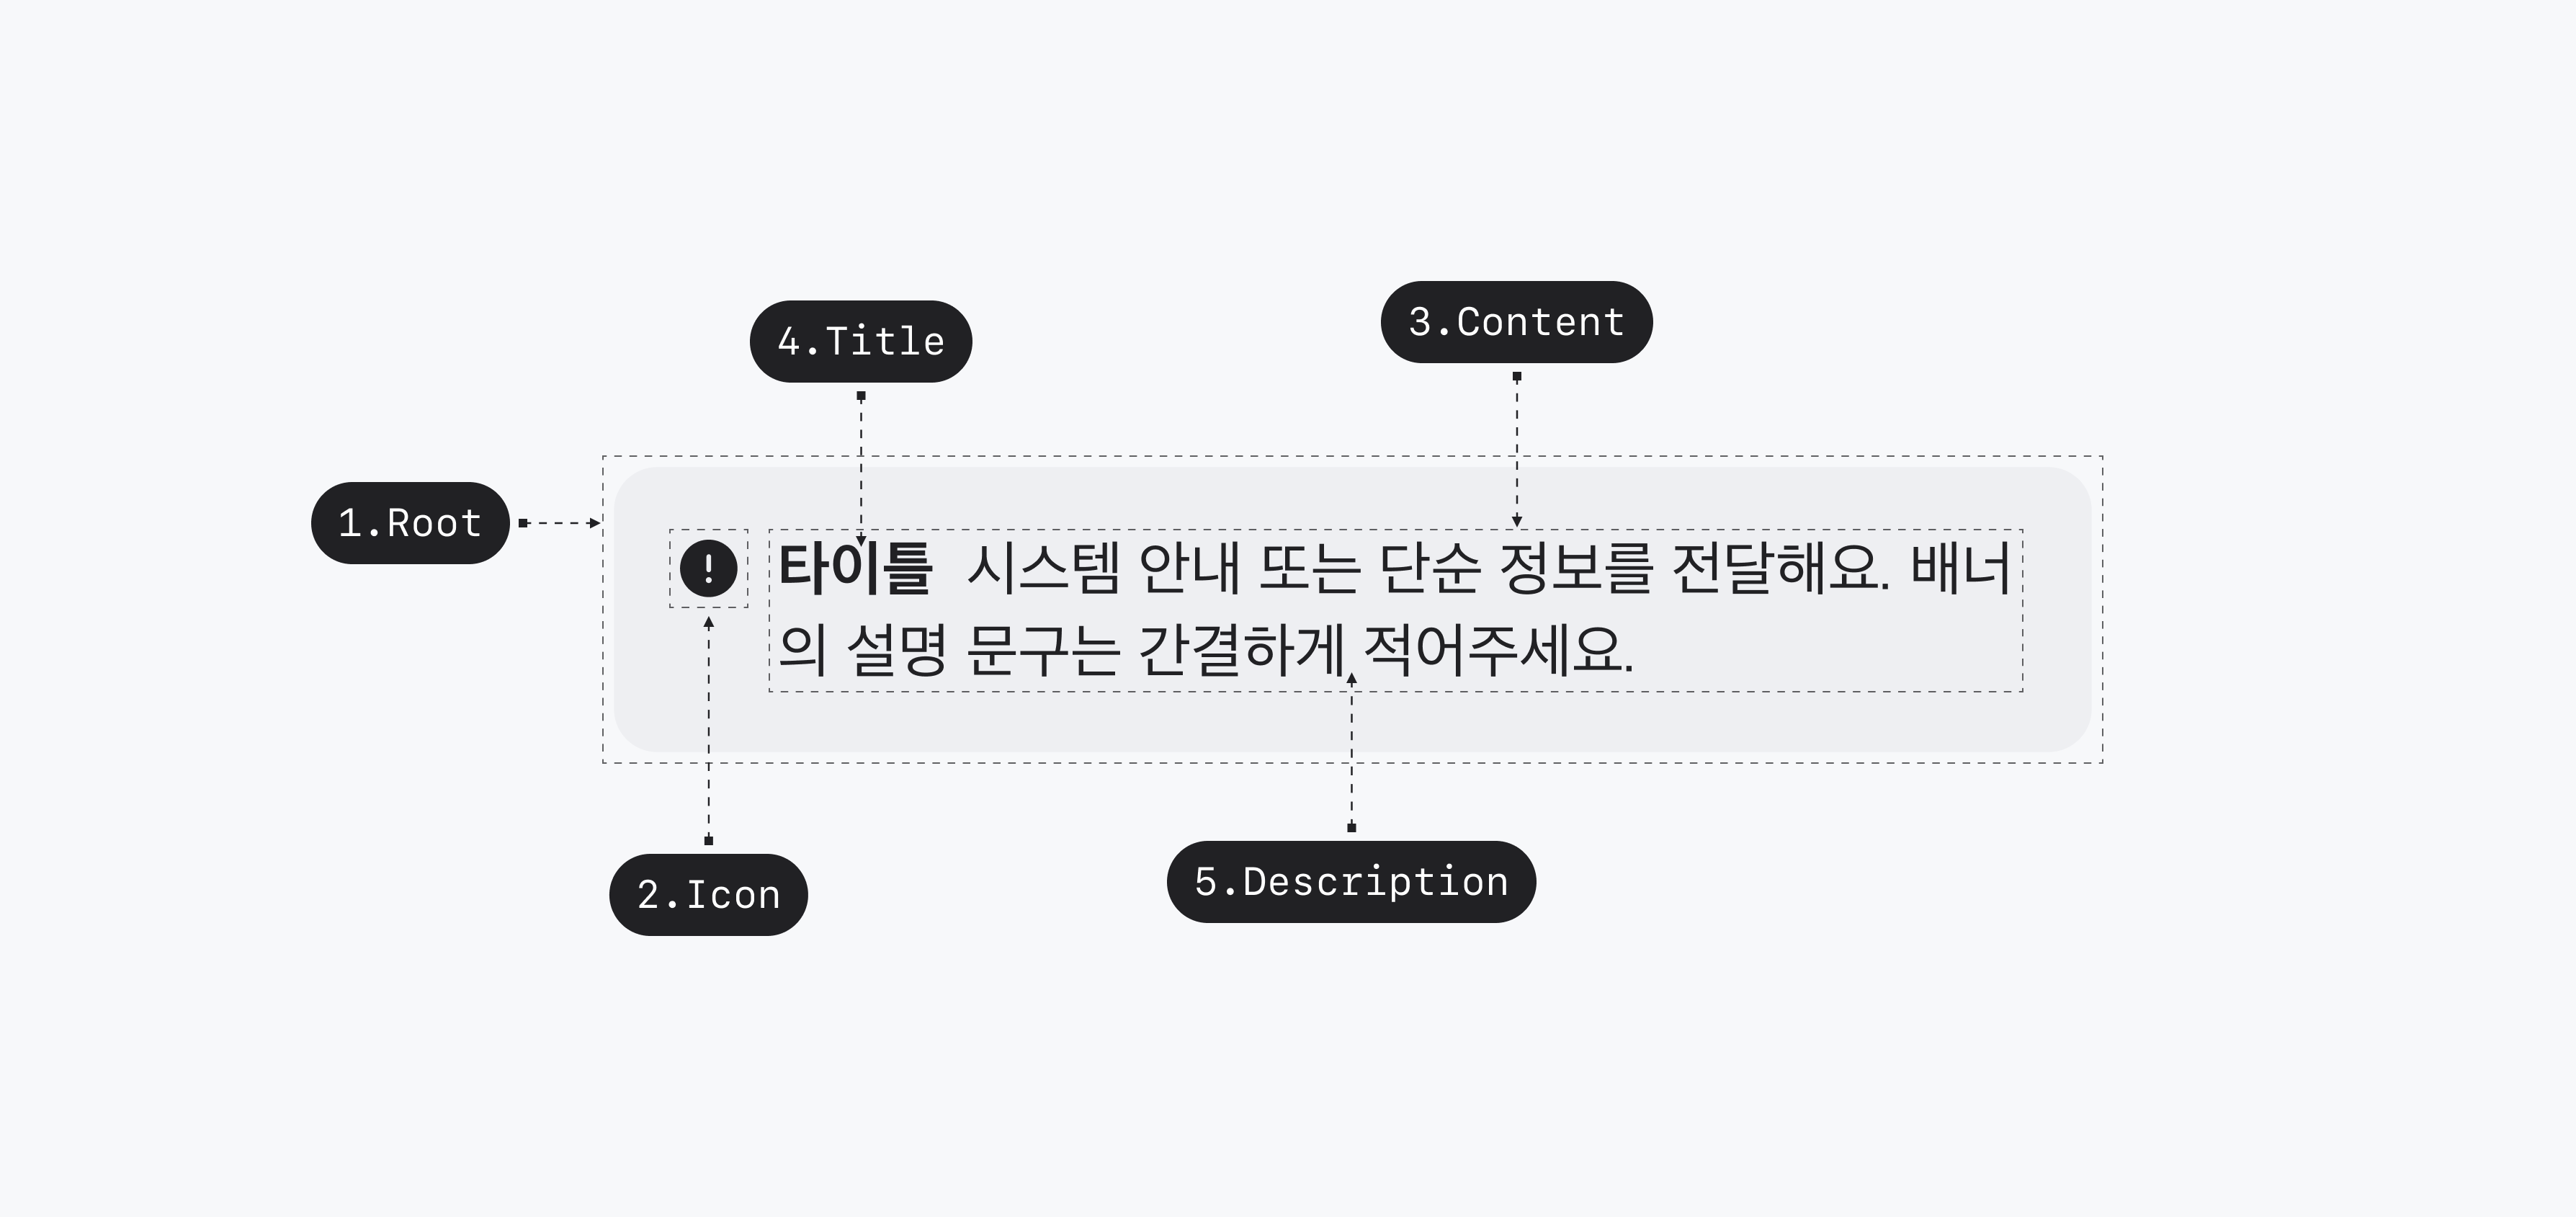 3.Content
4.Title
1.Root
타이틀 시스템 안내 또는 단순 정보를 전달해요. 배너
의 설명 문구는 간결하게 적어주세요.
2.Icon
5.Description